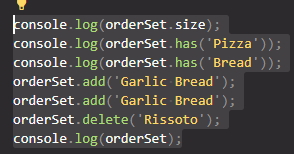 console.log(orderSet.size);
console.log(orderSet.has('Pizza'));
console.log(orderSet.has('Bread'));
orderSet.add('Garlic Bread');
orderSet.add('Garlic Bread');
orderSet.delete('Rissoto');
console.log(orderSet);